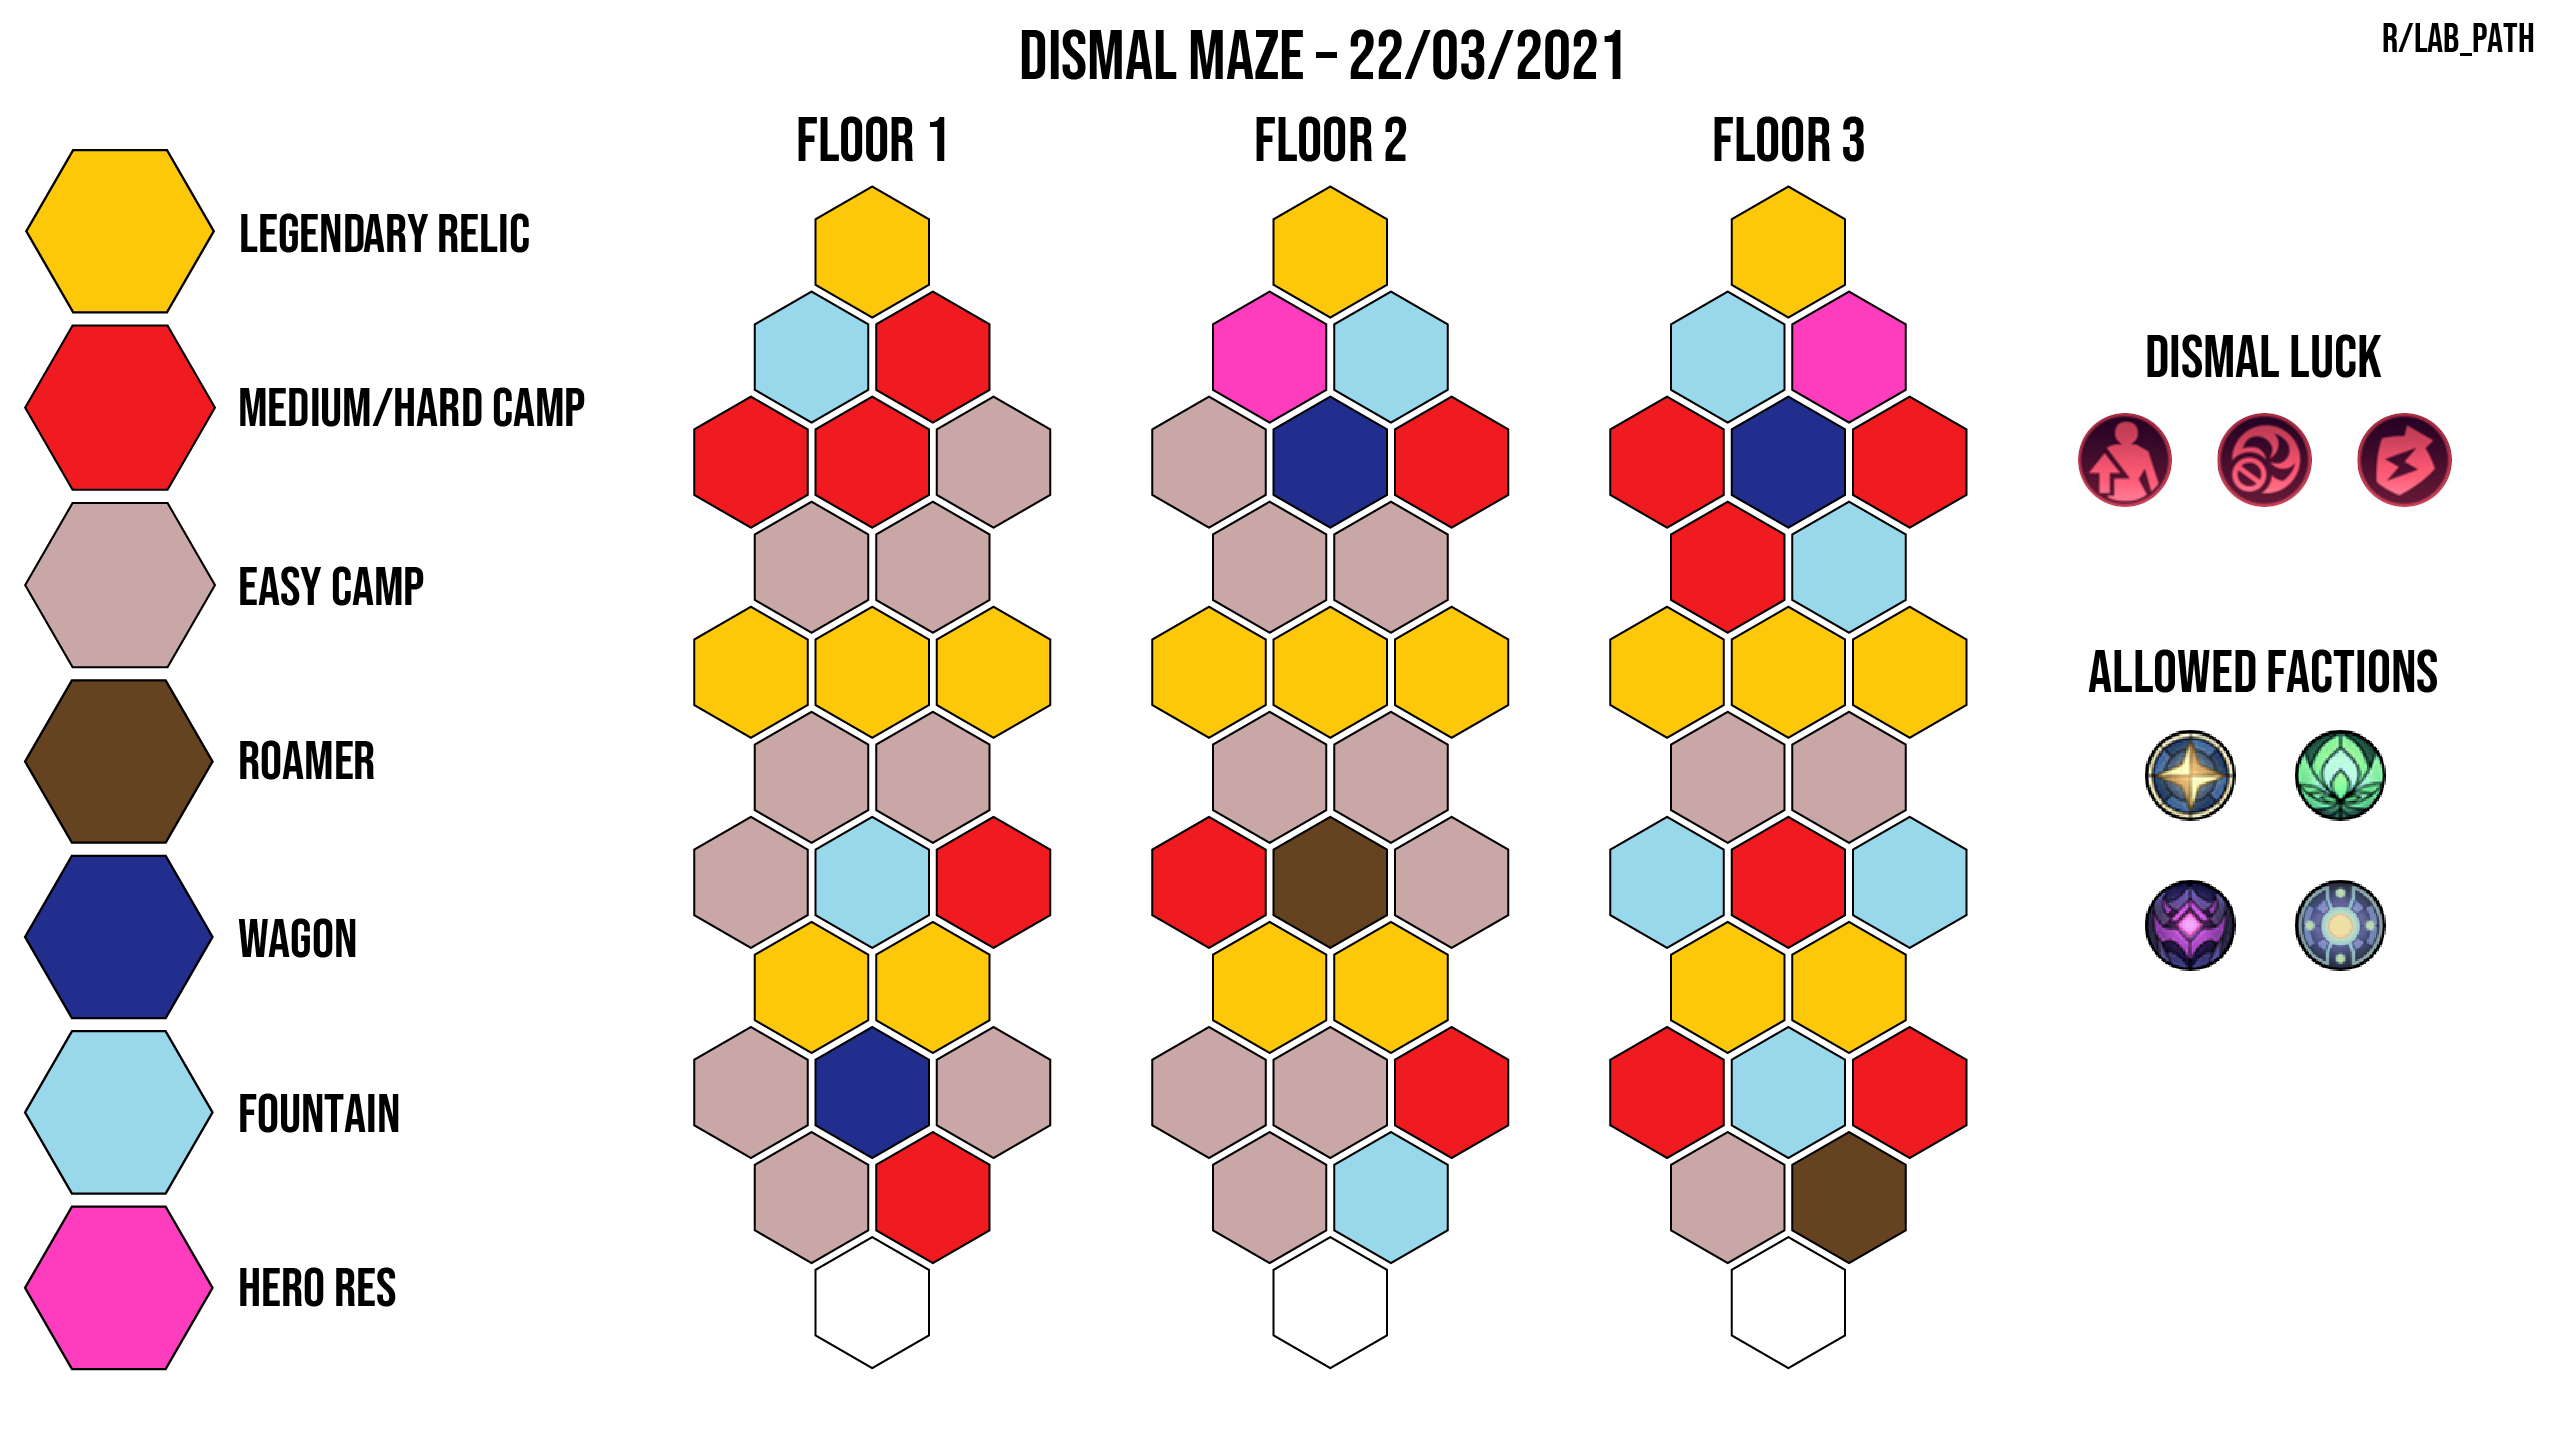 DISMAL MAZE – 22/03/2021
R/LAB_PATH
FLOOR 1
FLOOR 2
FLOOR 3
LEGENDARY RELIC
MEDIUM/HARD CAMP
EASY CAMP
ROAMER
WAGON
FOUNTAIN
HERO RES
DISMAL LUCK
ALLOWED FACTIONS